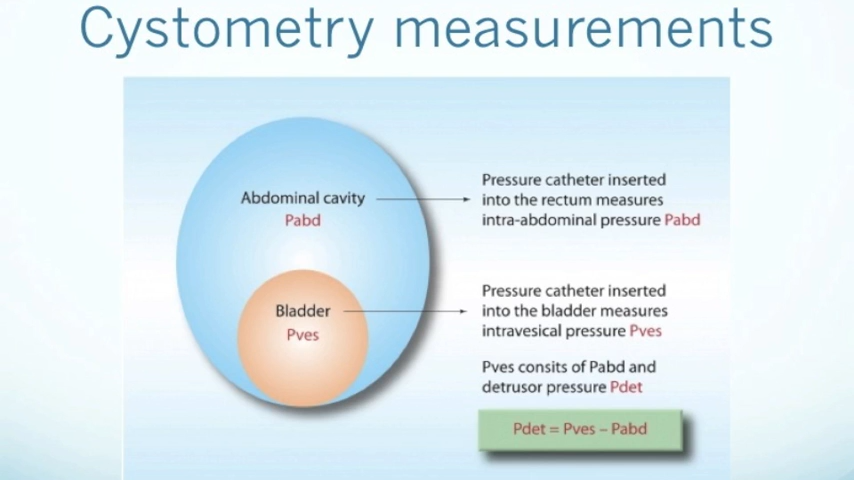 Cystometry measurements
Abdominal cavity
Pabd
Pressure catheter inserted
into the rectum measures
intra-abdominal pressure Pabd
Bladder
Pves
Pressure catheter inserted
into the bladder measures
intravesical pressure Pves
Pves consits of Pabd and
detrusor pressure Pdet
Pdet = Pves – Pabd